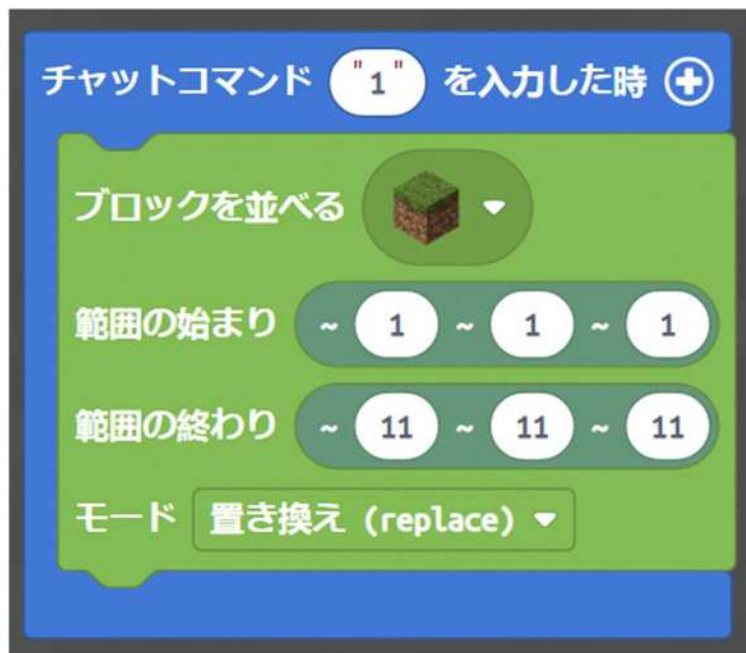 チャットコマンド "1" を入力した時
ブロックを並べる
範囲の始まり ~ 1 ~ 1 ~ 1
範囲の終わり ~ 11 ~ 11 ~ 11
モード 置き換え (replace)